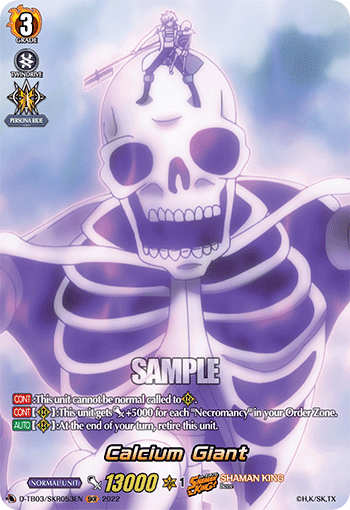 3
GRADE
TWINDRIVE
PERSONA RIDE
SAMPLE
CONT:This unit cannot be normal called to R.
CONT[R]:This unit gets +5000 for each "Necromancy" in your Order Zone.
AUTO[R]:At the end of your turn, retire this unit.
Calcium Giant
NORMAL UNIT 13000 1 SHAMAN KING SHAMAN KING
D-TB03/SKR053EN SKR 2022 ©H,K/SK,TX